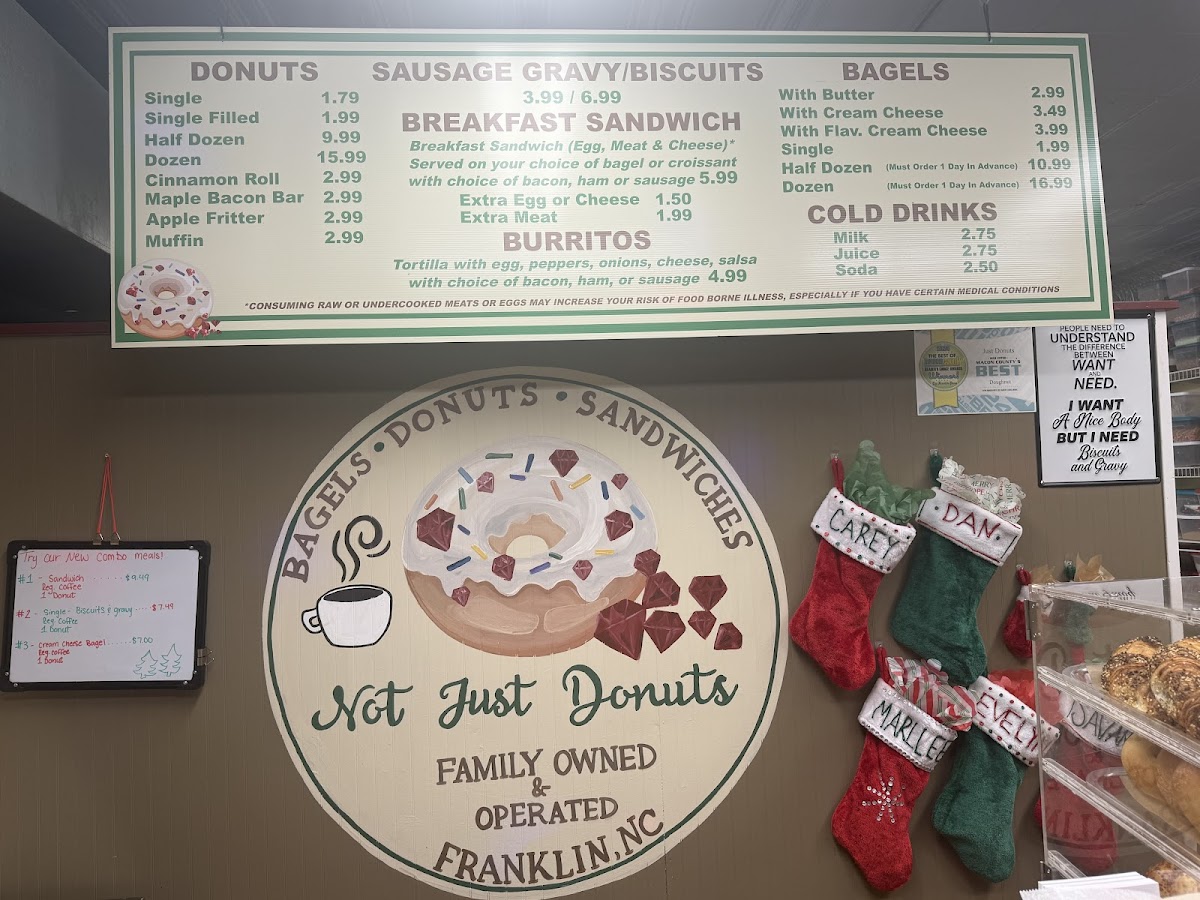 DONUTS
Single 1.79
Single Filled 1.99
Half Dozen 9.99
Dozen 15.99
Cinnamon Roll 2.99
Maple Bacon Bar 2.99
Apple Fritter 2.99
Muffin 2.99
SAUSAGE GRAVY/BISCUITS
3.99 / 6.99
BREAKFAST SANDWICH
Breakfast Sandwich (Egg, Meat & Cheese)*
Served on your choice of bagel or croissant
with choice of bacon, ham or sausage 5.99
Extra Egg or Cheese 1.50
Extra Meat 1.99
BURRITOS
Tortilla with egg, peppers, onions, cheese, salsa
with choice of bacon, ham, or sausage 4.99
BAGELS
With Butter 2.99
With Cream Cheese 3.49
With Flav. Cream Cheese 3.99
Single 1.99
Half Dozen (Must Order 1 Day In Advance) 10.99
Dozen (Must Order 1 Day In Advance) 16.99
COLD DRINKS
Milk 2.75
Juice 2.75
Soda 2.50
*CONSUMING RAW OR UNDERCOOKED MEATS OR EGGS MAY INCREASE YOUR RISK OF FOOD BORNE ILLNESS, ESPECIALLY IF YOU HAVE CERTAIN MEDICAL CONDITIONS
THE BEST OF
Just Donuts
MACON COUNTY'S
BEST
Doughnut
PEOPLE NEED TO
UNDERSTAND
THE DIFFERENCE
BETWEEN
WANT
AND
NEED.
I WANT
A Nice Body
BUT I NEED
Biscuits
and Gravy
Try our New Combo meals!
#1 - Sandwich ...... $9.49
Reg. Coffee
1 Donut
#2 - Single - Biscuits & gravy .... $7.49
Reg Coffee
1 Donut
#3 - Cream Cheese Bagel ...... $7.00
Reg coffee
1 Donut
BAGELS • DONUTS • SANDWICHES
Not Just Donuts
FAMILY OWNED
&
OPERATED
FRANKLIN, NC
CAREY
DAN
MARLLEE
EVELYN
SAVAN